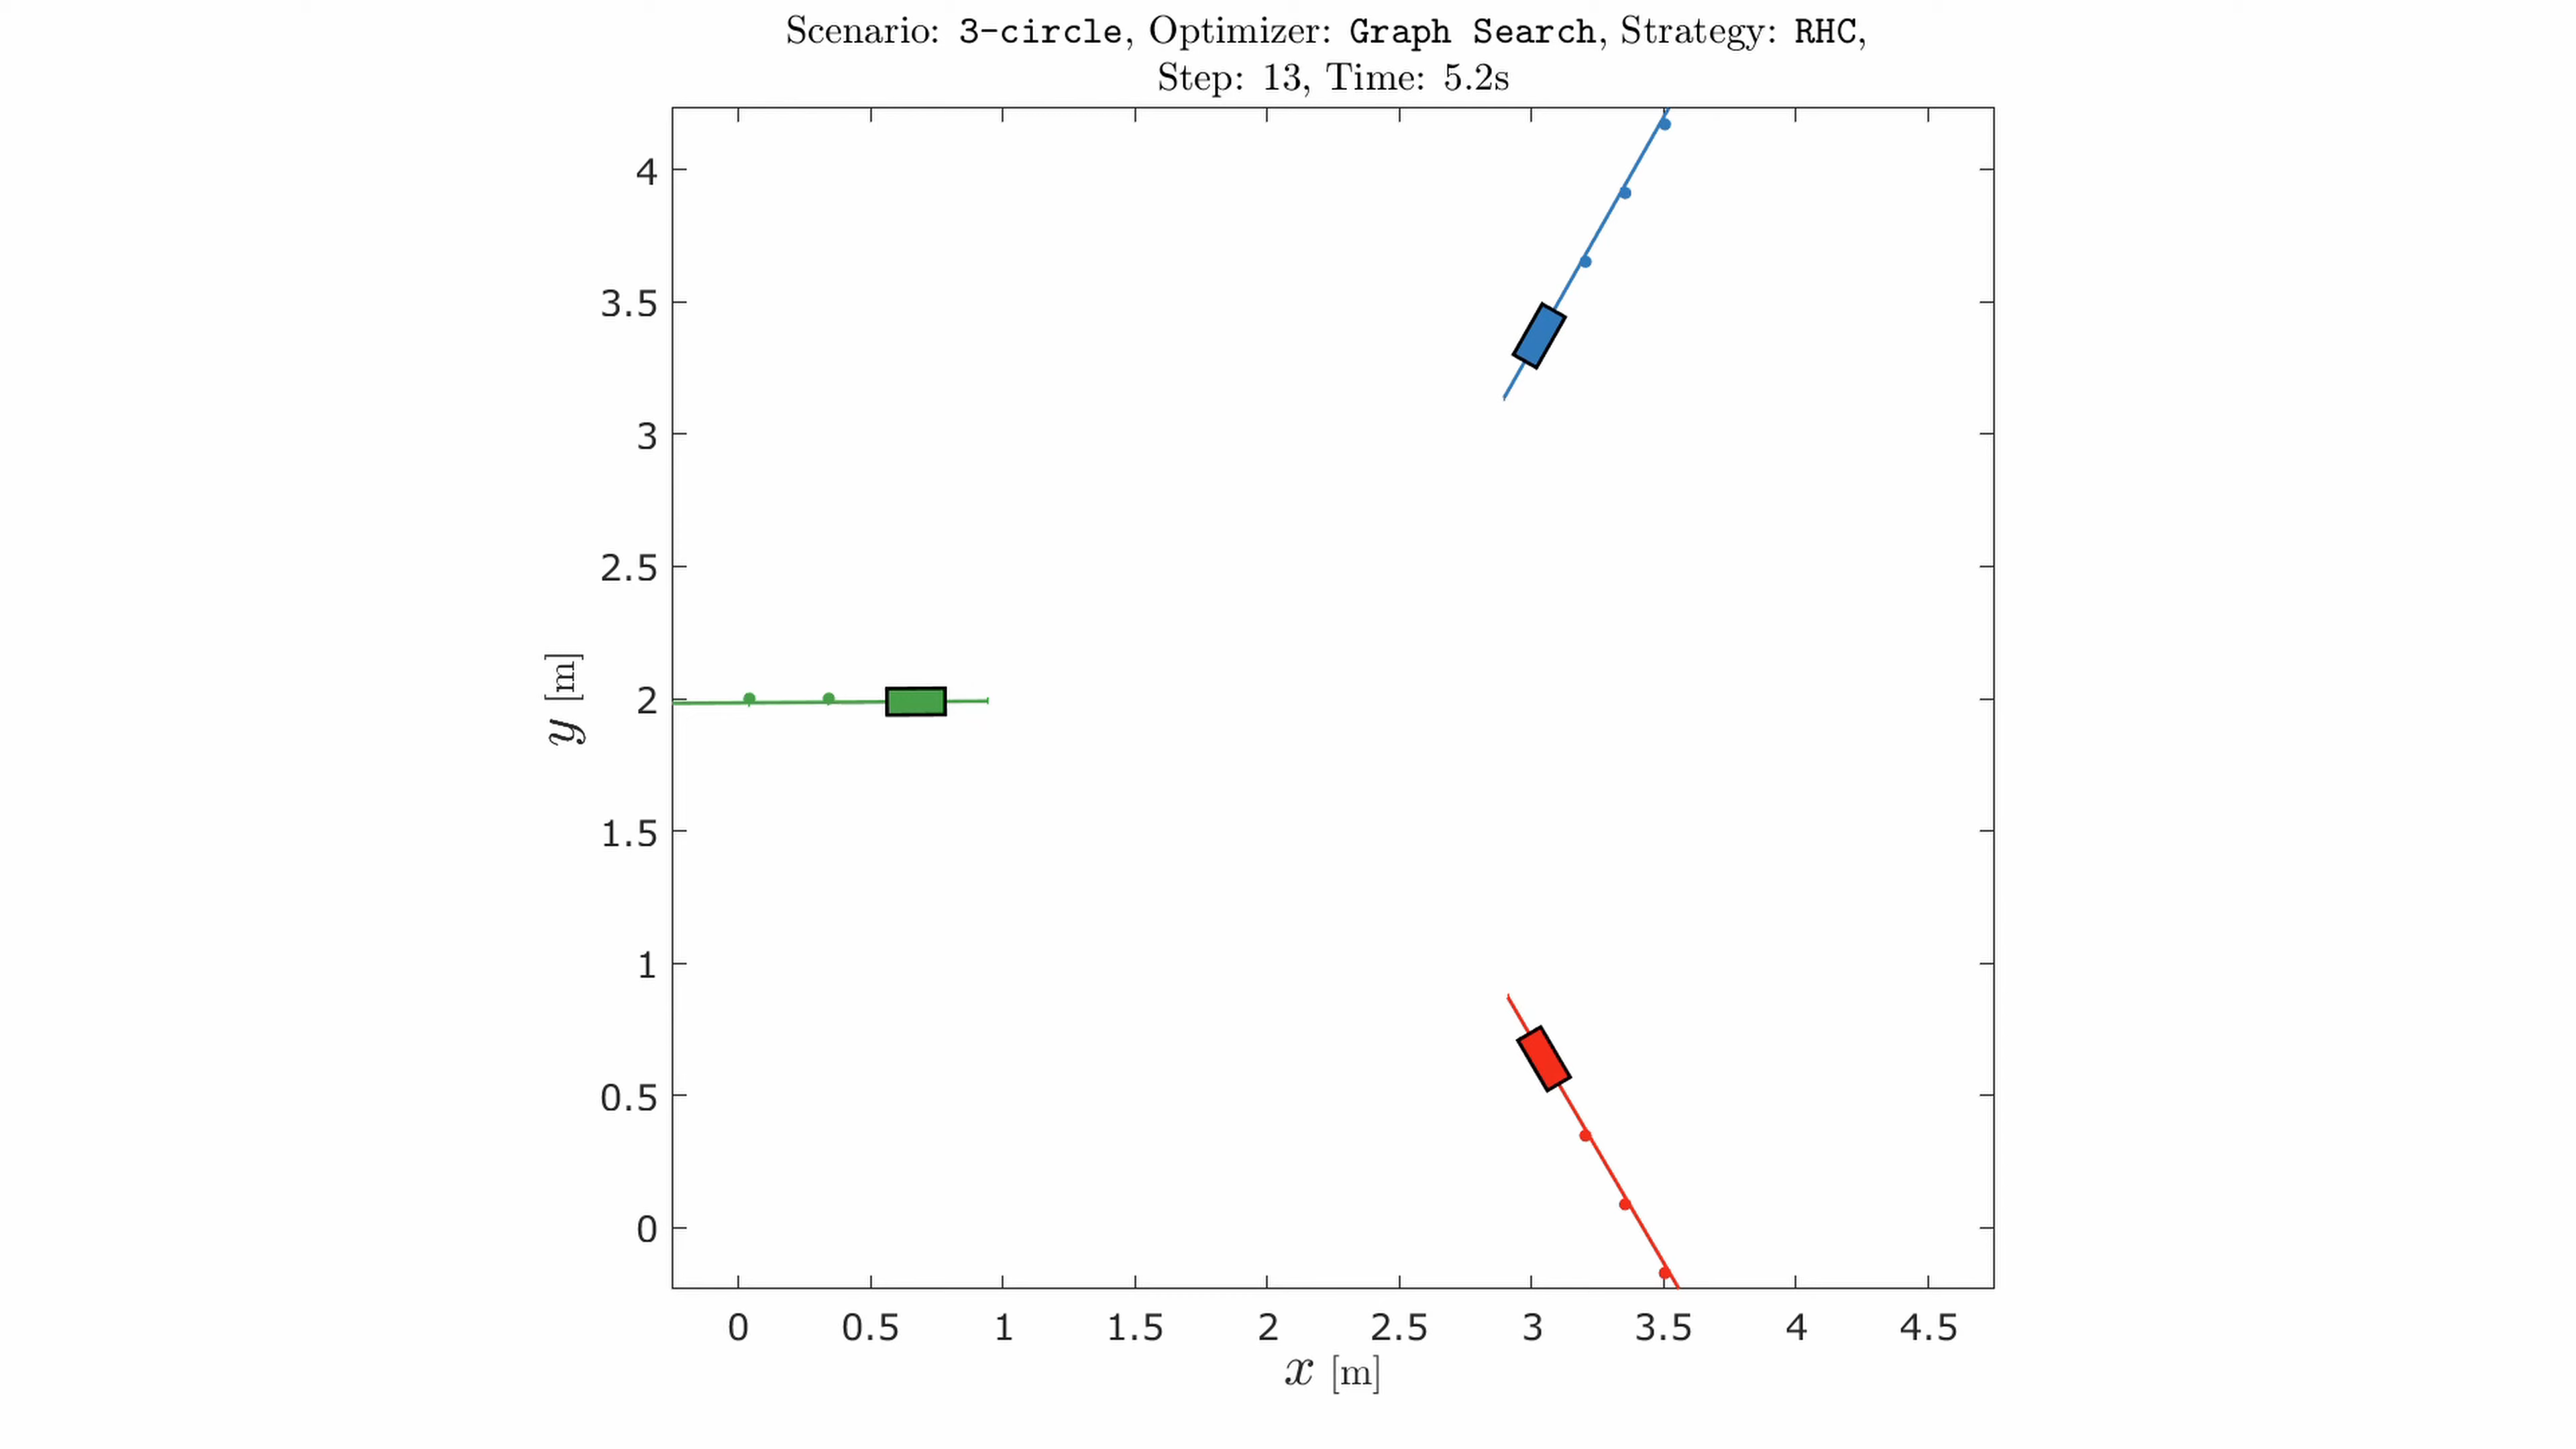 Scenario: 3-circle, Optimizer: Graph Search, Strategy: RHC,
Step: 13, Time: 5.2s
4
3.5
3
2.5
2
1.5
1
0.5
0
y [m]
0 0.5 1 1.5 2 2.5 3 3.5 4 4.5
x [m]